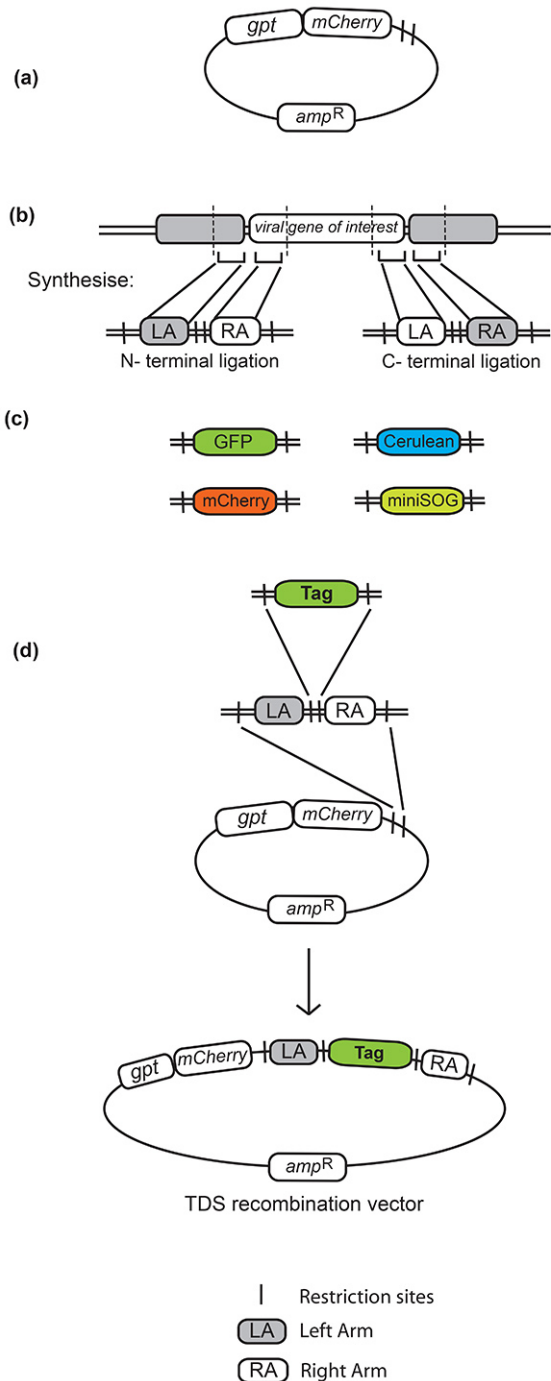 (a)
gpt
mCherry
ampR
(b)
viral gene of interest
Synthesise:
LA
RA
LA
RA
N- terminal ligation
C- terminal ligation
(c)
GFP
Cerulean
mCherry
miniSOG
(d)
Tag
LA
RA
gpt
mCherry
ampR
gpt
mCherry
LA
Tag
RA
ampR
TDS recombination vector
Restriction sites
LA Left Arm
RA Right Arm